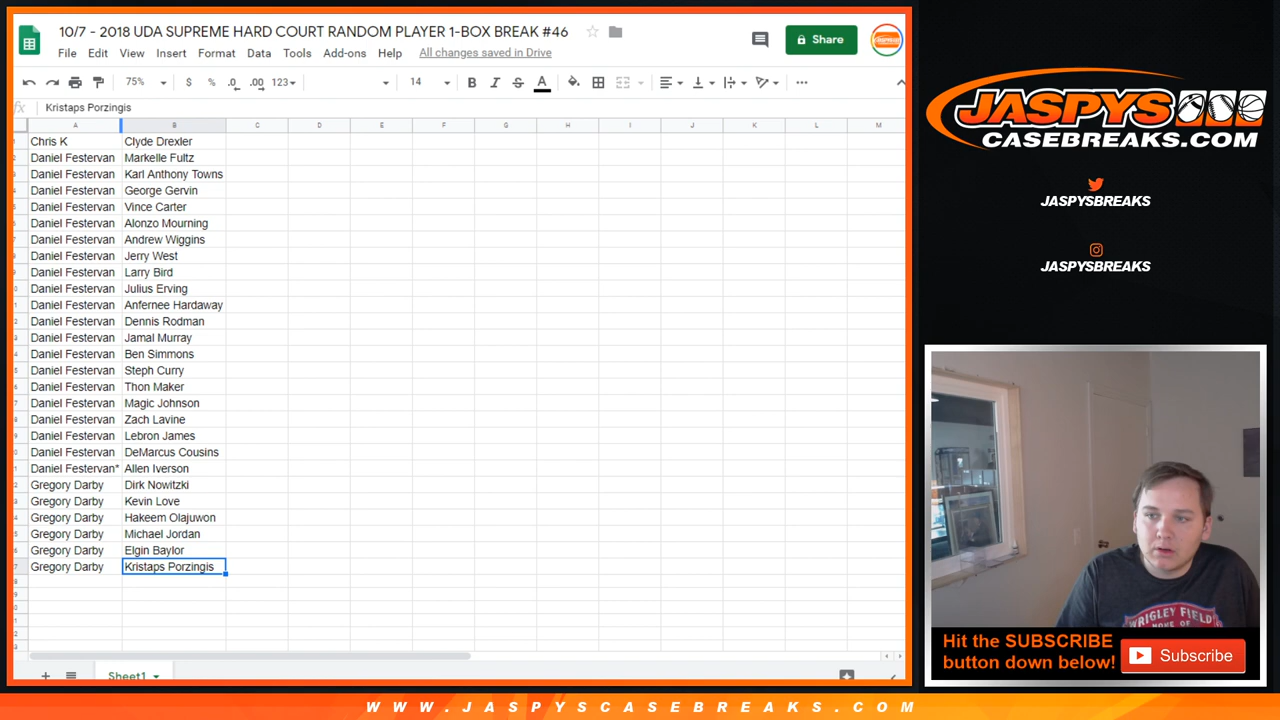 10/7 - 2018 UDA SUPREME HARD COURT RANDOM PLAYER 1-BOX BREAK #46
File Edit View Insert Format Data Tools Add-ons Help All changes saved in Drive
Share
75% $ % .0 .00 123 14 B I S A
fx Kristaps Porzingis
A B C D E F G H I J K L M
Chris K Clyde Drexler
Daniel Festervan Markelle Fultz
Daniel Festervan Karl Anthony Towns
Daniel Festervan George Gervin
Daniel Festervan Vince Carter
Daniel Festervan Alonzo Mourning
Daniel Festervan Andrew Wiggins
Daniel Festervan Jerry West
Daniel Festervan Larry Bird
Daniel Festervan Julius Erving
Daniel Festervan Anfernee Hardaway
Daniel Festervan Dennis Rodman
Daniel Festervan Jamal Murray
Daniel Festervan Ben Simmons
Daniel Festervan Steph Curry
Daniel Festervan Thon Maker
Daniel Festervan Magic Johnson
Daniel Festervan Zach Lavine
Daniel Festervan Lebron James
Daniel Festervan DeMarcus Cousins
Daniel Festervan* Allen Iverson
Gregory Darby Dirk Nowitzki
Gregory Darby Kevin Love
Gregory Darby Hakeem Olajuwon
Gregory Darby Michael Jordan
Gregory Darby Elgin Baylor
Gregory Darby Kristaps Porzingis
Sheet1
JASPYS
CASEBREAKS.COM
JASPYSBREAKS
JASPYSBREAKS
WRIGLEY FIELD
HOME OF
Hit the SUBSCRIBE
button down below!
Subscribe
WWW.JASPYSCASEBREAKS.COM